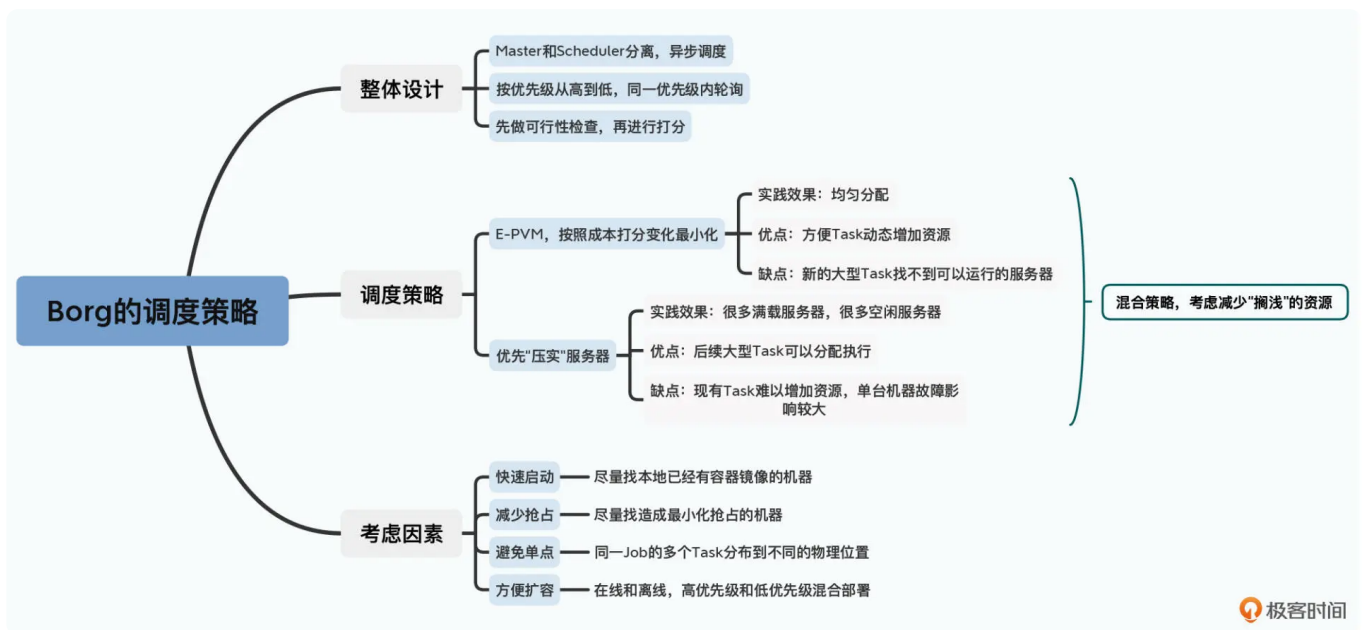 Borg的调度策略
整体设计
Master和Scheduler分离，异步调度
按优先级从高到低，同一优先级内轮询
先做可行性检查，再进行打分
调度策略
E-PVM，按照成本打分变化最小化
实践效果：均匀分配
优点：方便Task动态增加资源
缺点：新的大型Task找不到可以运行的服务器
优先“压实”服务器
实践效果：很多满载服务器，很多空闲服务器
优点：后续大型Task可以分配执行
缺点：现有Task难以增加资源，单台机器故障影
响较大
混合策略，考虑减少“搁浅”的资源
考虑因素
快速启动
尽量找本地已经有容器镜像的机器
减少抢占
尽量找造成最小化抢占的机器
避免单点
同一Job的多个Task分布到不同的物理位置
方便扩容
在线和离线，高优先级和低优先级混合部署
极客时间